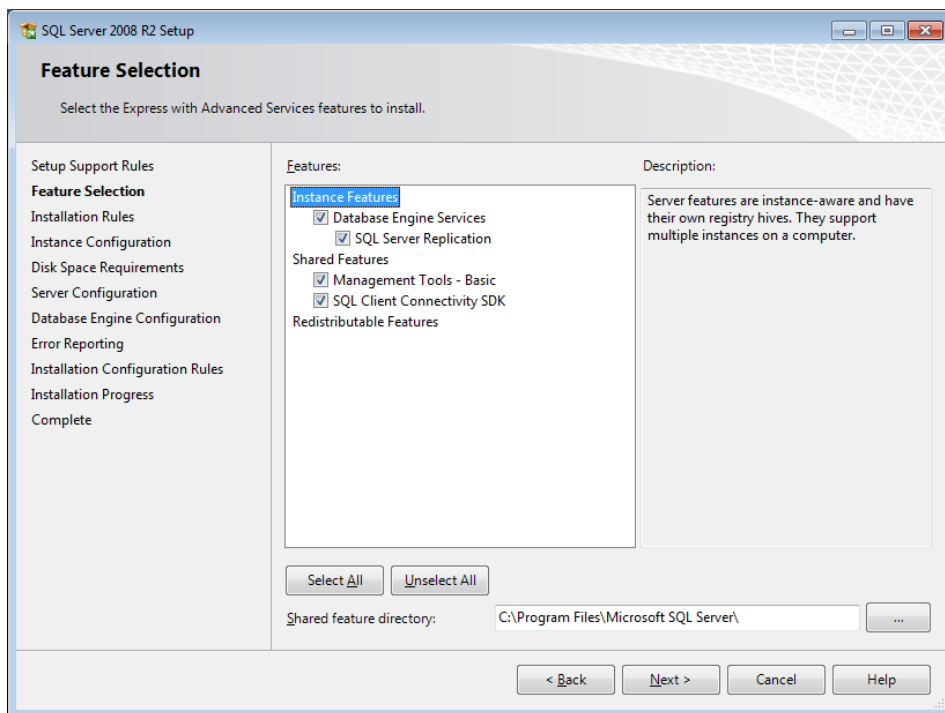 SQL Server 2008 R2 Setup
Feature Selection
Select the Express with Advanced Services features to install.
Setup Support Rules
Feature Selection
Installation Rules
Instance Configuration
Disk Space Requirements
Server Configuration
Database Engine Configuration
Error Reporting
Installation Configuration Rules
Installation Progress
Complete
Features:
Instance Features
Database Engine Services
SQL Server Replication
Shared Features
Management Tools - Basic
SQL Client Connectivity SDK
Redistributable Features
Description:
Server features are instance-aware and have
their own registry hives. They support
multiple instances on a computer.
Select All
Unselect All
Shared feature directory:
C:\Program Files\Microsoft SQL Server\
...
< Back
Next >
Cancel
Help